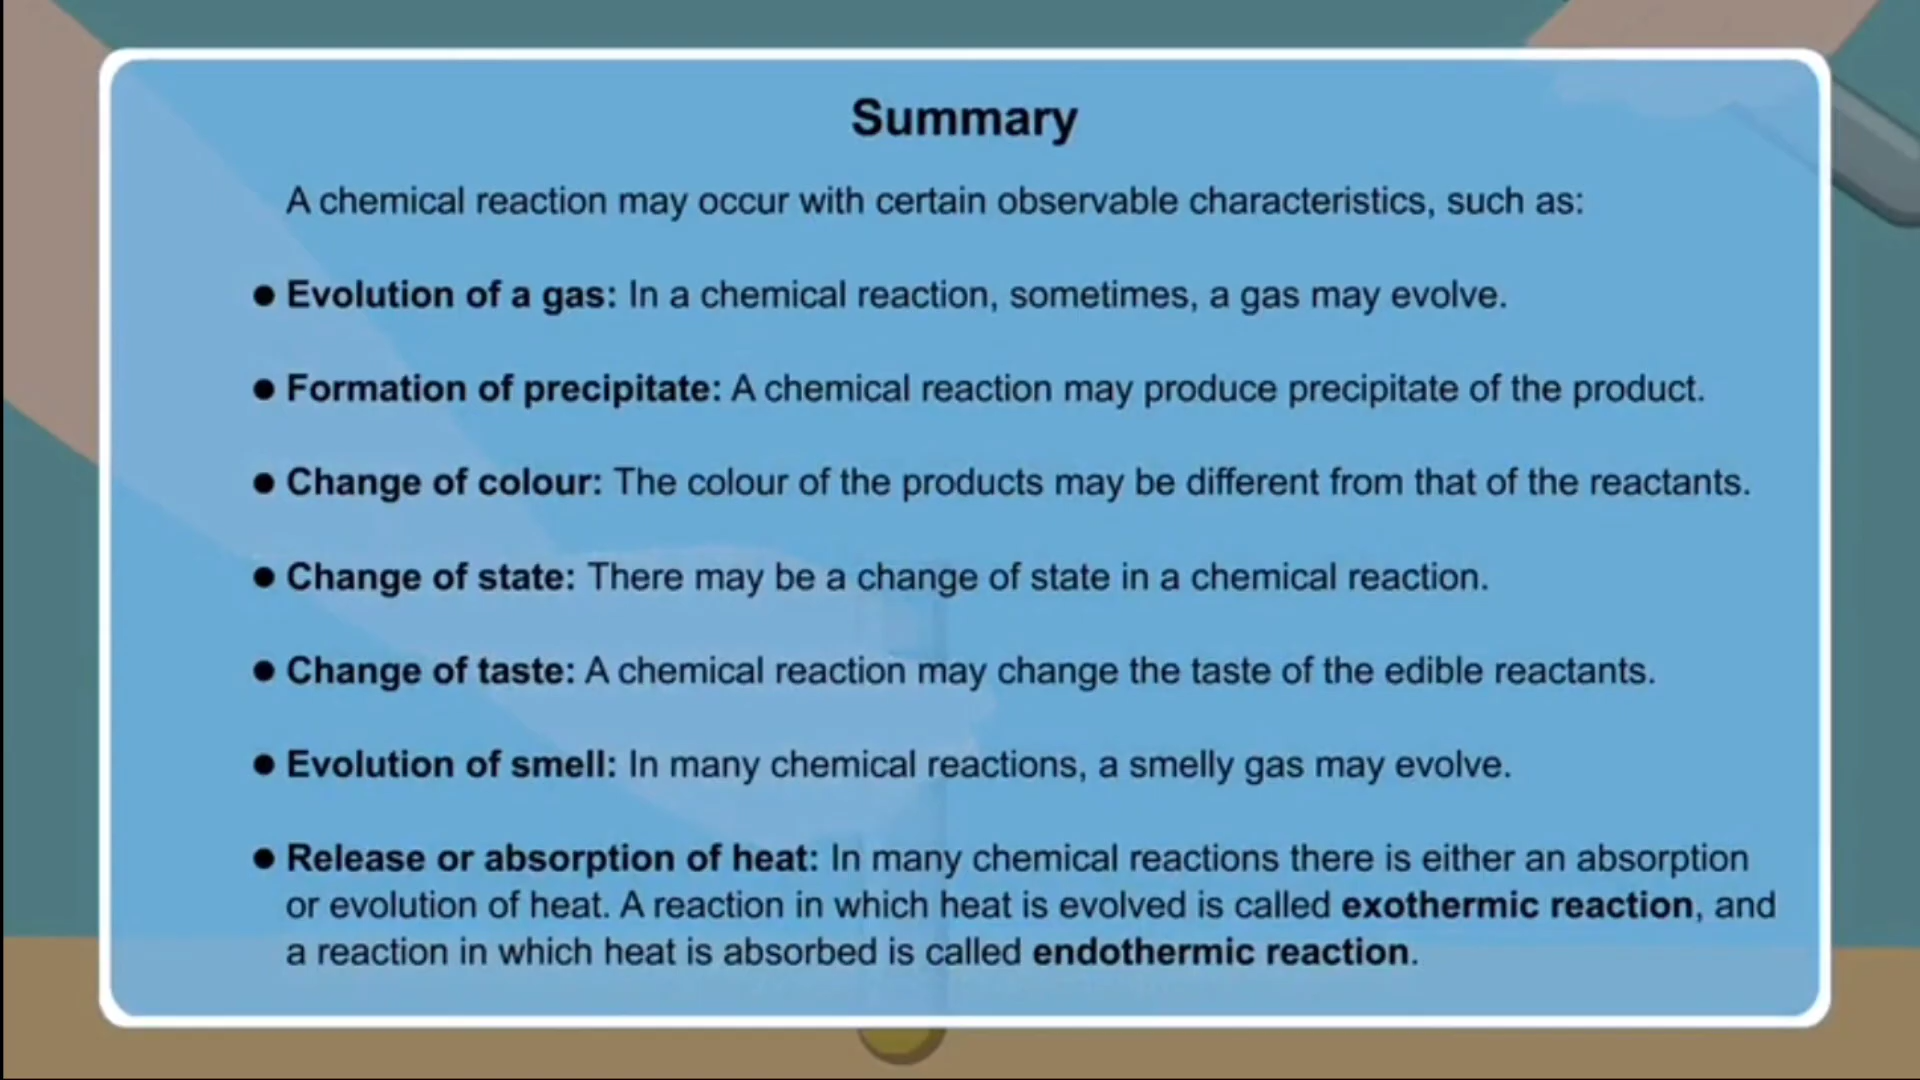 Summary
A chemical reaction may occur with certain observable characteristics, such as:
● Evolution of a gas: In a chemical reaction, sometimes, a gas may evolve.
● Formation of precipitate: A chemical reaction may produce precipitate of the product.
● Change of colour: The colour of the products may be different from that of the reactants.
● Change of state: There may be a change of state in a chemical reaction.
● Change of taste: A chemical reaction may change the taste of the edible reactants.
● Evolution of smell: In many chemical reactions, a smelly gas may evolve.
● Release or absorption of heat: In many chemical reactions there is either an absorption
or evolution of heat. A reaction in which heat is evolved is called exothermic reaction, and
a reaction in which heat is absorbed is called endothermic reaction.